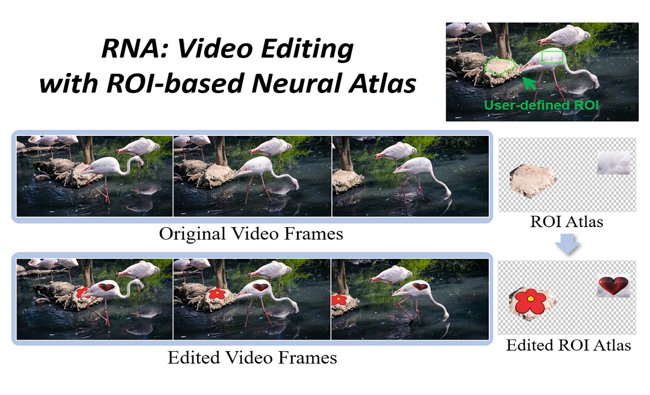 RNA: Video Editing
with ROI-based Neural Atlas
User-defined ROI
Original Video Frames
ROI Atlas
Edited Video Frames
Edited ROI Atlas